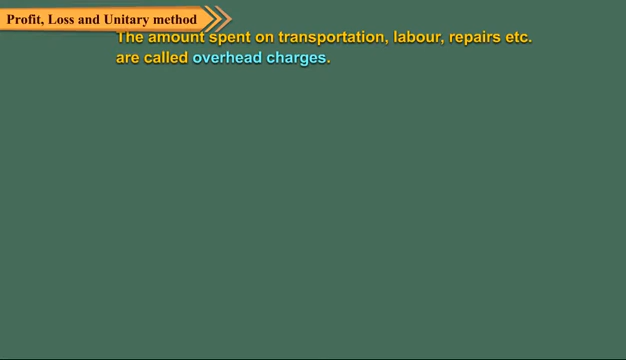 Profit, Loss and Unitary method
The amount spent on transportation, labour, repairs etc.
are called overhead charges.